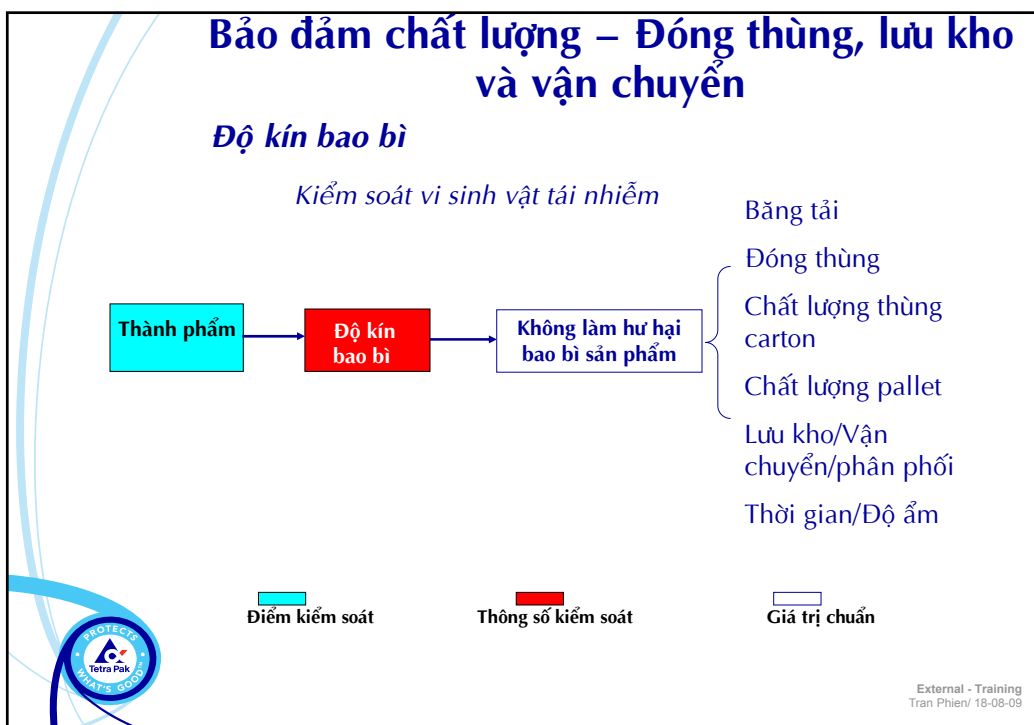 Bảo đảm chất lượng – Đóng thùng, lưu kho
và vận chuyển
Độ kín bao bì
Kiểm soát vi sinh vật tái nhiễm
Thành phẩm
Độ kín
bao bì
Không làm hư hại
bao bì sản phẩm
Băng tải
Đóng thùng
Chất lượng thùng
carton
Chất lượng pallet
Lưu kho/Vận
chuyển/phân phối
Thời gian/Độ ẩm
Điểm kiểm soát
Thông số kiểm soát
Giá trị chuẩn
PROTECTS
Tetra Pak
WHAT'S GOOD™
External - Training
Tran Phien/ 18-08-09